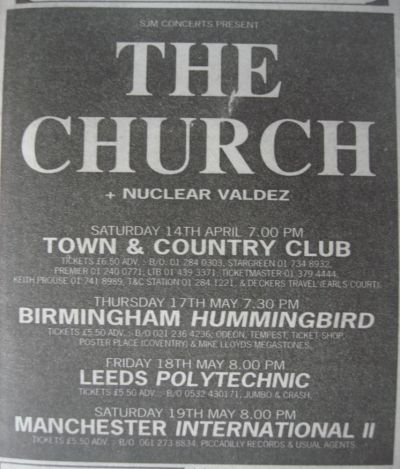 SJM CONCERTS PRESENT
THE
CHURCH
+ NUCLEAR VALDEZ
SATURDAY 14TH APRIL 7.00 PM
TOWN & COUNTRY CLUB
TICKETS £6.50 ADV. :- B/O. 01 284 0303, STARGREEN 01 734 8932,
PREMIER 01 240 0771, LTB 01 439 3371, TICKETMASTER 01 379 4444,
KEITH PROUSE 01 741 8989, T&C STATION 01 284 1221, & DECKERS TRAVEL (EARLS COURT).
THURSDAY 17TH MAY 7.30 PM
BIRMINGHAM HUMMINGBIRD
TICKETS £5.50 ADV. :- B/O 021 236 4236, ODEON, TEMPEST, TICKET SHOP,
POSTER PLACE (COVENTRY) & MIKE LLOYDS MEGASTONES.
FRIDAY 18TH MAY 8.00 PM
LEEDS POLYTECHNIC
TICKETS £5.50 ADV. :- B/O 0532 430171, JUMBO & CRASH.
SATURDAY 19TH MAY 8.00 PM
MANCHESTER INTERNATIONAL II
TICKETS £5.50 ADV. :- B/O. 061 273 8834, PICCADILLY RECORDS & USUAL AGENTS.